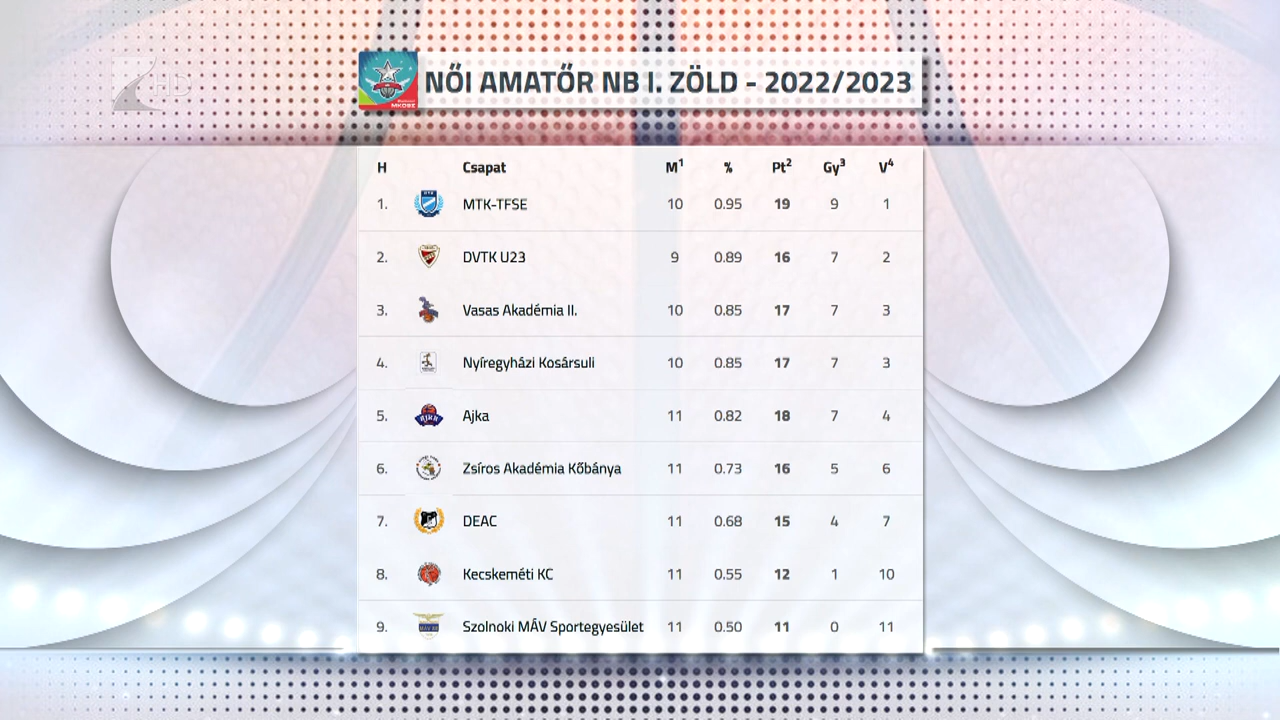 HD
NŐI AMATŐR NB I. ZÖLD - 2022/2023
MKOSZ
H Csapat M¹ % Pt² Gy³ V⁴
1. MTK-TFSE 10 0.95 19 9 1
2. DVTK U23 9 0.89 16 7 2
3. Vasas Akadémia II. 10 0.85 17 7 3
4. Nyíregyházi Kosársuli 10 0.85 17 7 3
5. Ajka 11 0.82 18 7 4
6. Zsíros Akadémia Kőbánya 11 0.73 16 5 6
7. DEAC 11 0.68 15 4 7
8. Kecskeméti KC 11 0.55 12 1 10
9. Szolnoki MÁV Sportegyesület 11 0.50 11 0 11